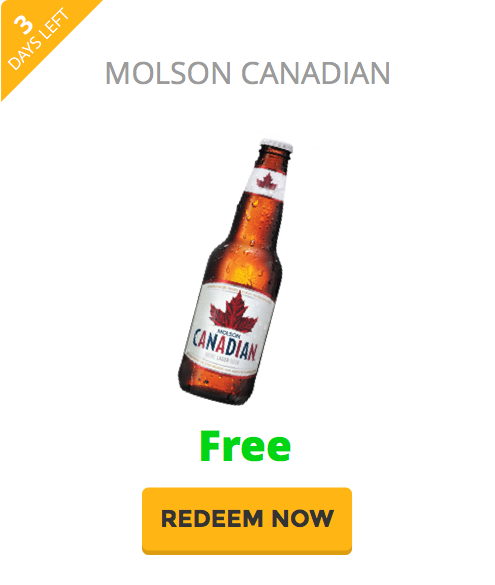 3
DAYS LEFT
MOLSON CANADIAN
MOLSON
CANADIAN
Free
REDEEM NOW